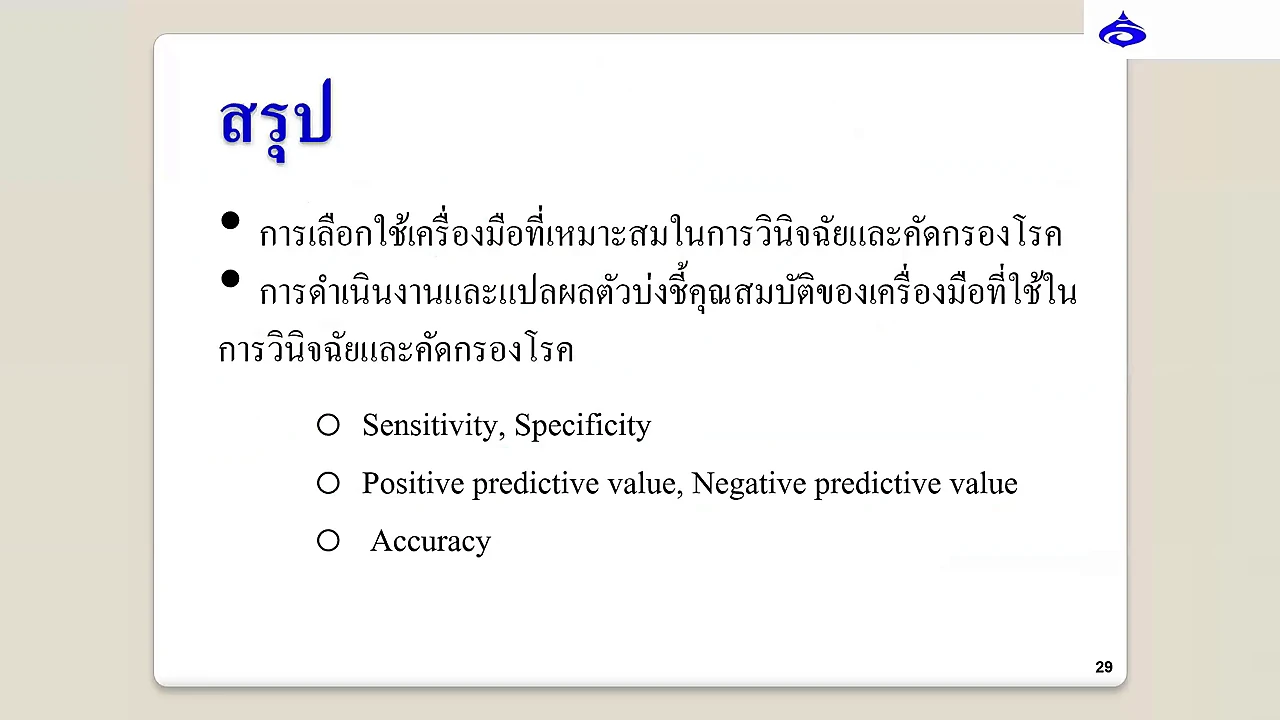 สรุป
• การเลือกใช้เครื่องมือที่เหมาะสมในการวินิจฉัยและคัดกรองโรค
• การดำเนินงานและแปลผลตัวบ่งชี้คุณสมบัติของเครื่องมือที่ใช้ใน
การวินิจฉัยและคัดกรองโรค
○ Sensitivity, Specificity
○ Positive predictive value, Negative predictive value
○ Accuracy
29